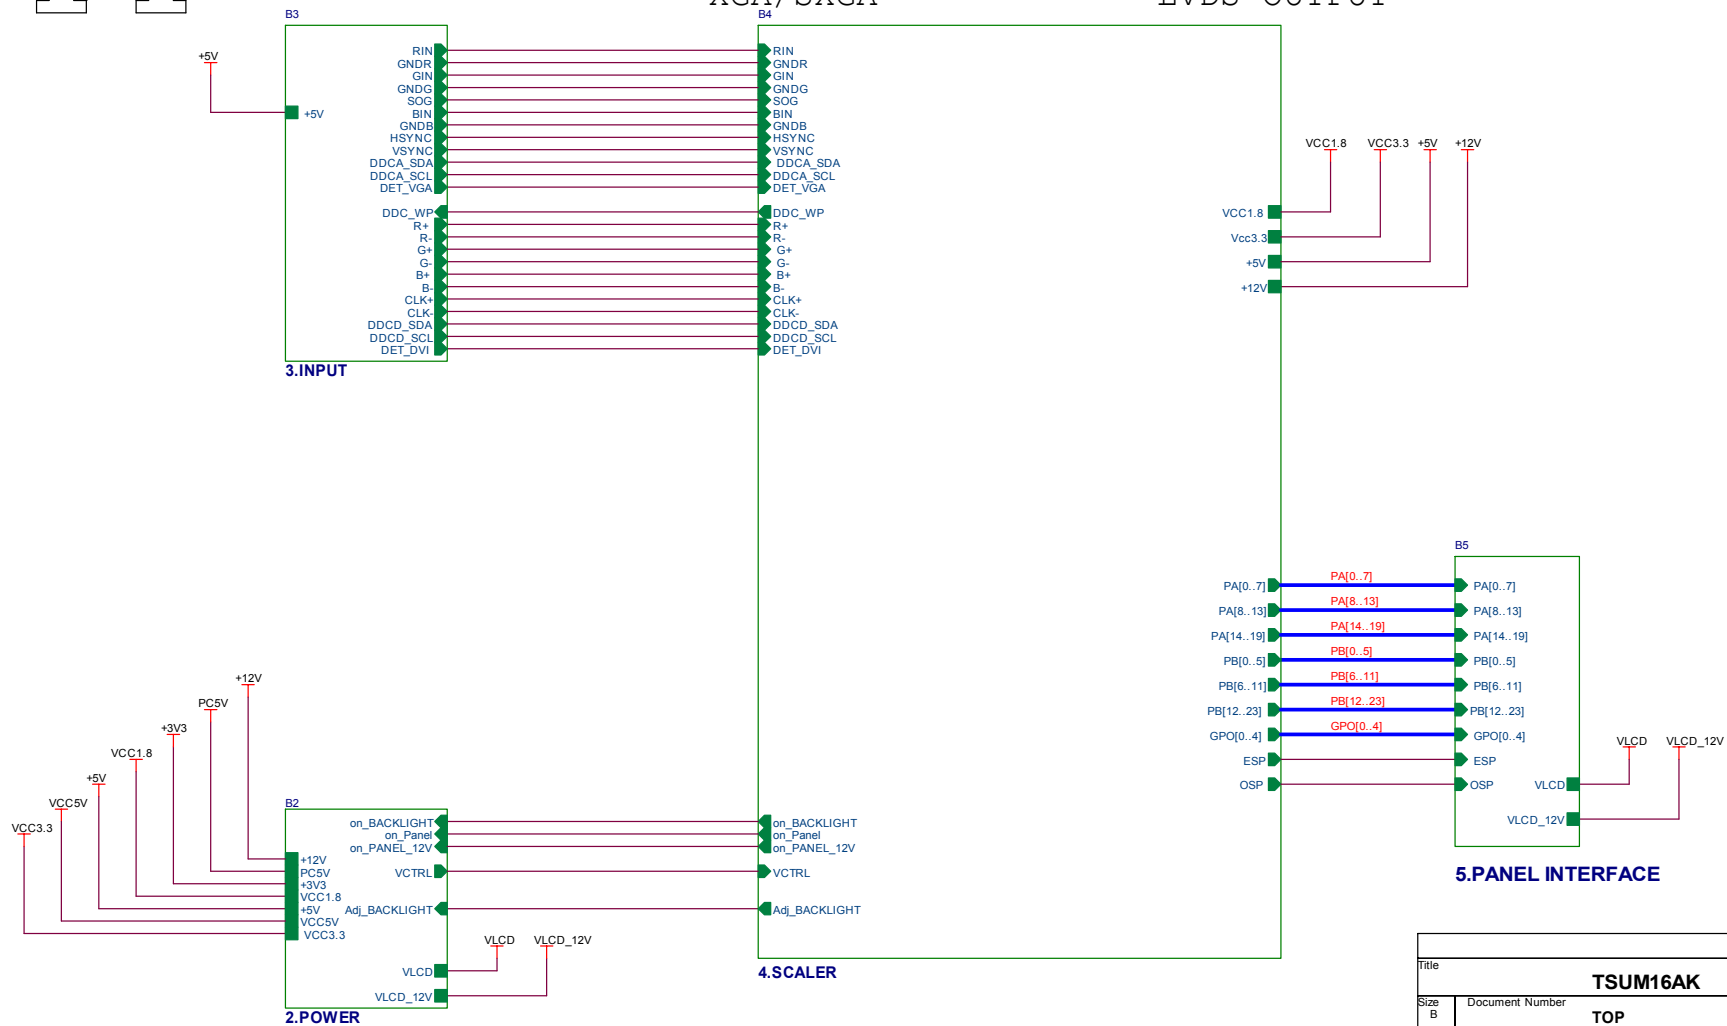 XGA/SXGA
LVDS OUTPUT
B3
+5V
+5V
RIN
GNDR
GIN
GNDG
SOG
BIN
GNDB
HSYNC
VSYNC
DDCA_SDA
DDCA_SCL
DET_VGA
DDC_WP
R+
R-
G+
G-
B+
B-
CLK+
CLK-
DDCD_SDA
DDCD_SCL
DET_DVI
3.INPUT
B4
RIN
GNDR
GIN
GNDG
SOG
BIN
GNDB
HSYNC
VSYNC
DDCA_SDA
DDCA_SCL
DET_VGA
DDC_WP
R+
R-
G+
G-
B+
B-
CLK+
CLK-
DDCD_SDA
DDCD_SCL
DET_DVI
VCC1.8
VCC3.3
+5V
+12V
VCC1.8
Vcc3.3
+5V
+12V
PA[0..7]
PA[8..13]
PA[14..19]
PB[0..5]
PB[6..11]
PB[12..23]
GPO[0..4]
ESP
OSP
PA[0..7]
PA[8..13]
PA[14..19]
PB[0..5]
PB[6..11]
PB[12..23]
GPO[0..4]
B5
PA[0..7]
PA[8..13]
PA[14..19]
PB[0..5]
PB[6..11]
PB[12..23]
GPO[0..4]
ESP
OSP
VLCD
VLCD_12V
VLCD
VLCD_12V
5.PANEL INTERFACE
+12V
PC5V
+3V3
VCC1.8
+5V
VCC5V
VCC3.3
B2
+12V
PC5V
+3V3
VCC1.8
+5V
VCC5V
VCC3.3
on_BACKLIGHT
on_Panel
on_PANEL_12V
VCTRL
Adj_BACKLIGHT
VLCD
VLCD_12V
VLCD
VLCD_12V
2.POWER
on_BACKLIGHT
on_Panel
on_PANEL_12V
VCTRL
Adj_BACKLIGHT
4.SCALER
Title
TSUM16AK
Size
B
Document Number
TOP